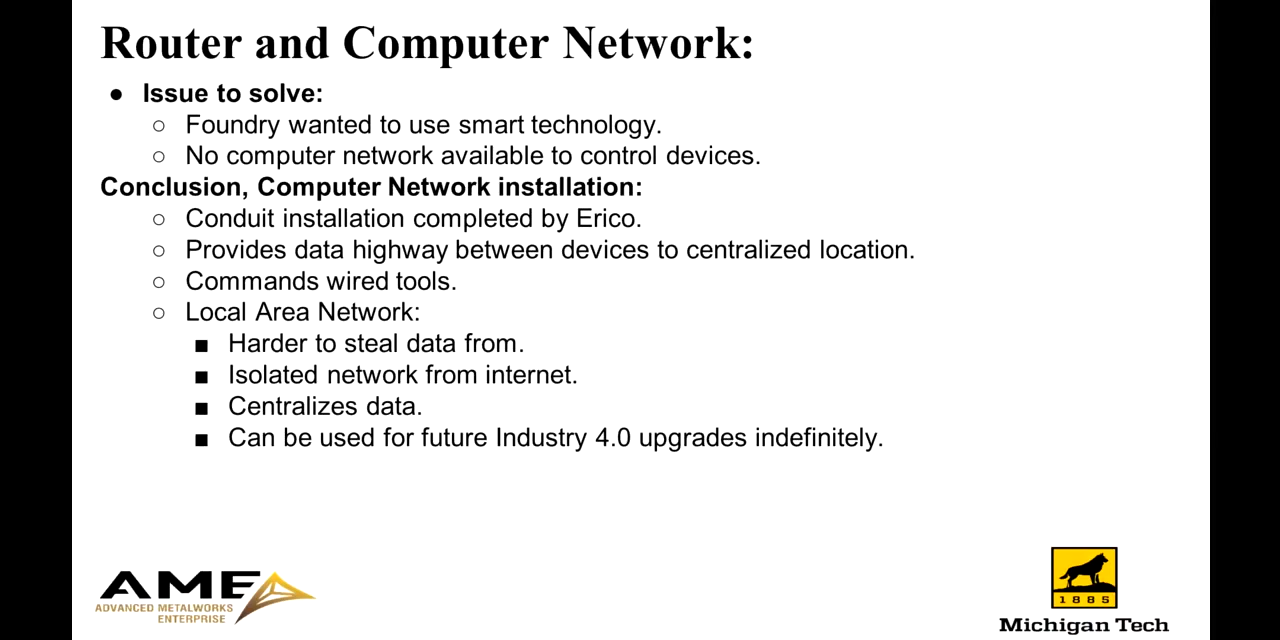 Router and Computer Network:
● Issue to solve:
○ Foundry wanted to use smart technology.
○ No computer network available to control devices.
Conclusion, Computer Network installation:
○ Conduit installation completed by Erico.
○ Provides data highway between devices to centralized location.
○ Commands wired tools.
○ Local Area Network:
■ Harder to steal data from.
■ Isolated network from internet.
■ Centralizes data.
■ Can be used for future Industry 4.0 upgrades indefinitely.
AME
ADVANCED METALWORKS
ENTERPRISE
1885
Michigan Tech